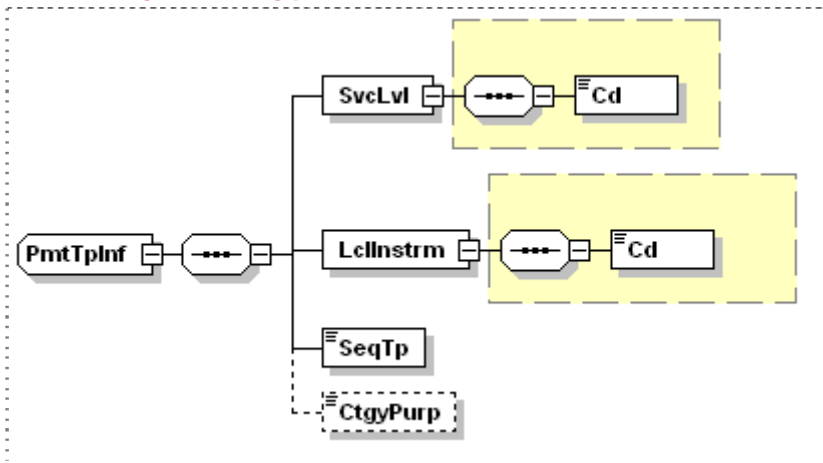 SvcLvl
Cd
LclInstrm
Cd
PmtTpInf
SeqTp
CtgyPurp